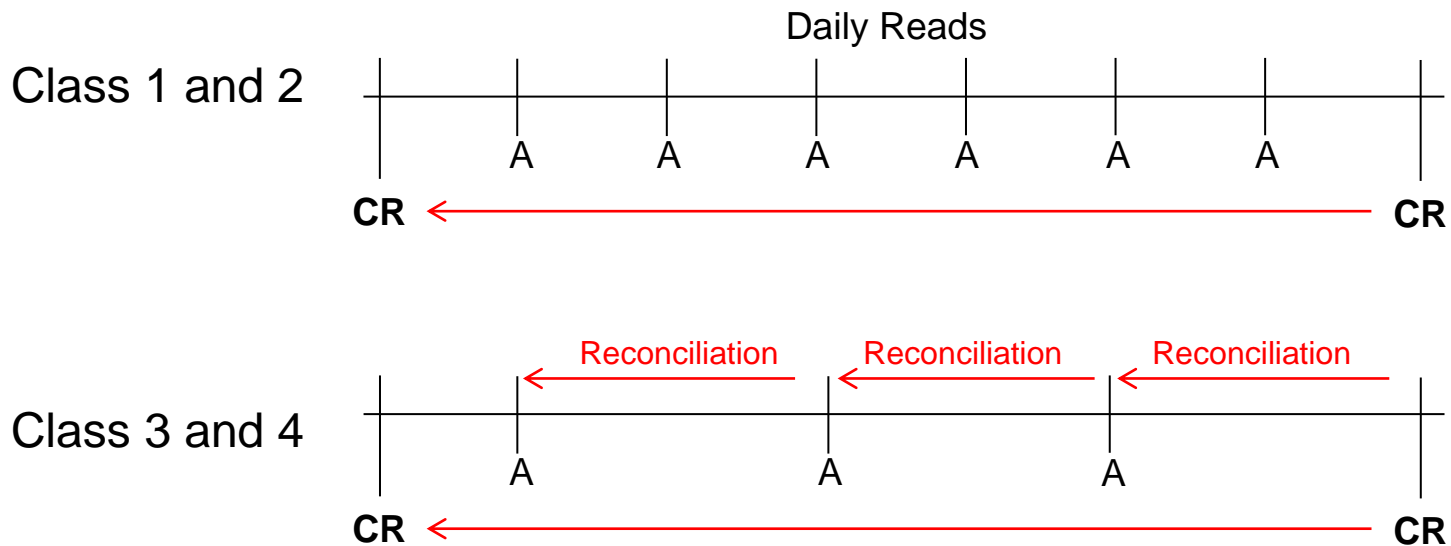 Daily Reads
Class 1 and 2
A A A A A A
CR CR
Reconciliation Reconciliation Reconciliation
Class 3 and 4
A A A
CR CR